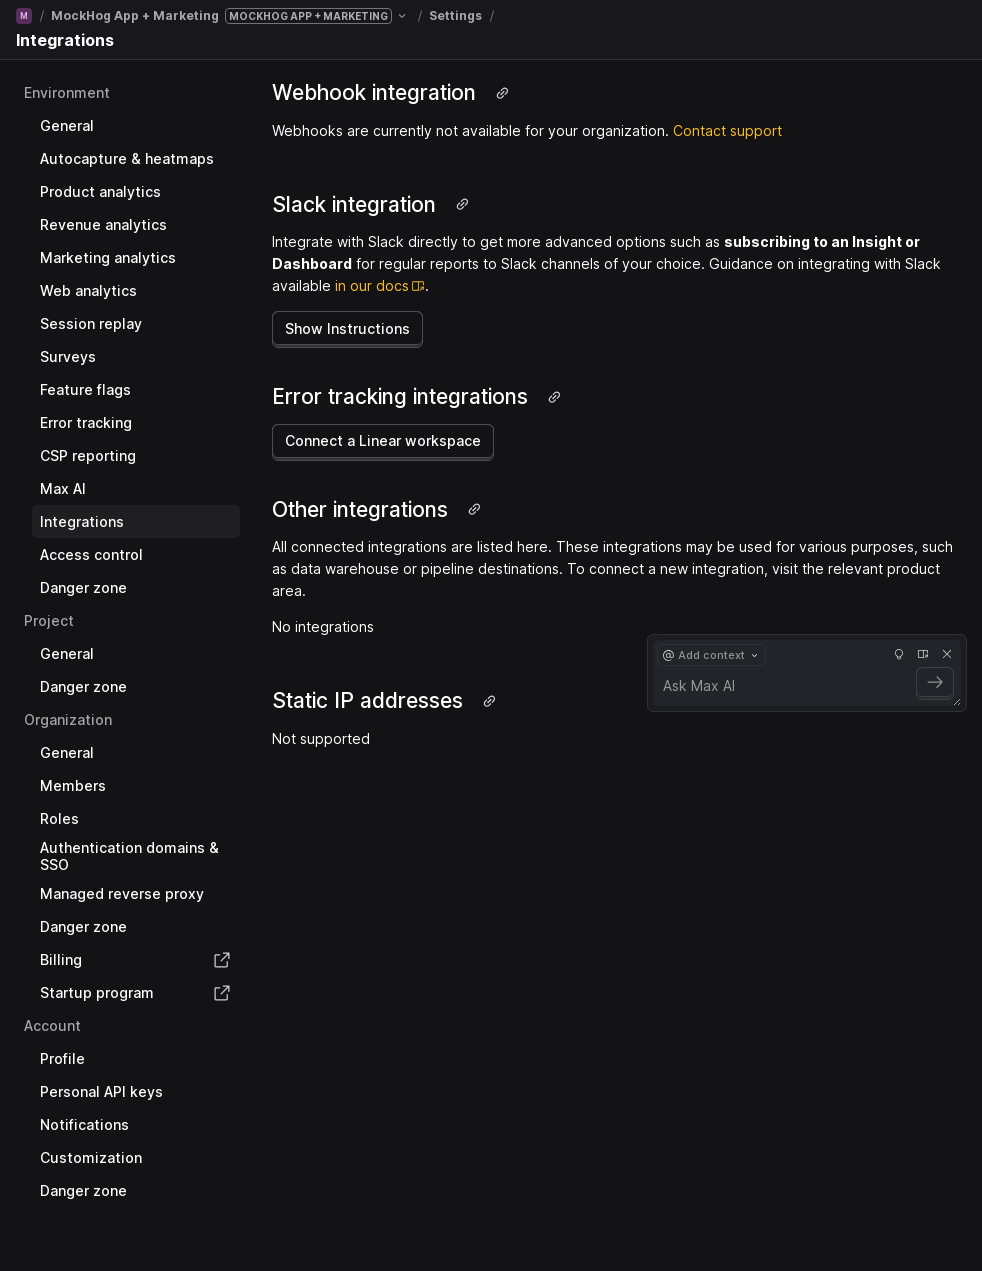 M / MockHog App + Marketing MOCKHOG APP + MARKETING / Settings /
Integrations
Environment
General
Autocapture & heatmaps
Product analytics
Revenue analytics
Marketing analytics
Web analytics
Session replay
Surveys
Feature flags
Error tracking
CSP reporting
Max AI
Integrations
Access control
Danger zone
Project
General
Danger zone
Organization
General
Members
Roles
Authentication domains &
SSO
Managed reverse proxy
Danger zone
Billing
Startup program
Account
Profile
Personal API keys
Notifications
Customization
Danger zone
Webhook integration
Webhooks are currently not available for your organization. Contact support
Slack integration
Integrate with Slack directly to get more advanced options such as subscribing to an Insight or
Dashboard for regular reports to Slack channels of your choice. Guidance on integrating with Slack
available in our docs.
Show Instructions
Error tracking integrations
Connect a Linear workspace
Other integrations
All connected integrations are listed here. These integrations may be used for various purposes, such
as data warehouse or pipeline destinations. To connect a new integration, visit the relevant product
area.
No integrations
Static IP addresses
Not supported
@ Add context
Ask Max AI